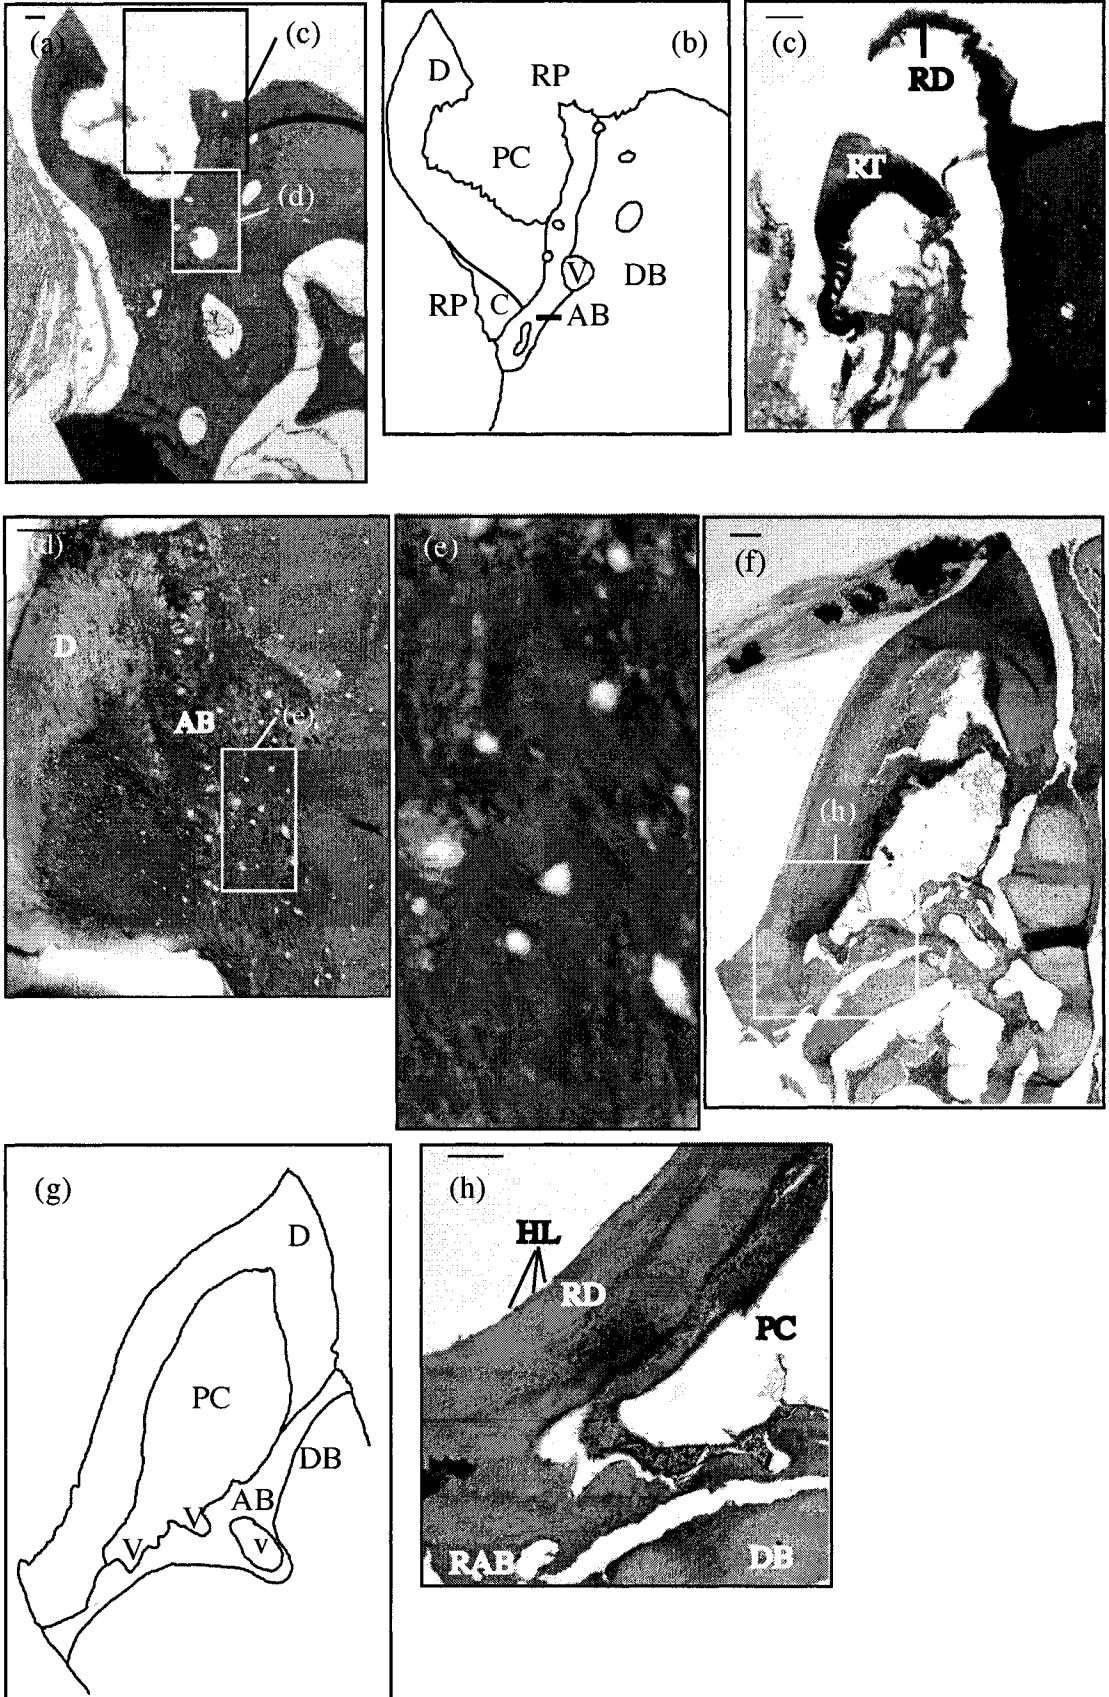 (a)
(c)
(d)
(b)
D
RP
PC
V
DB
RP
C
AB
(c)
RD
RT
(d)
D
AB
(e)
(e)
(f)
(h)
(g)
D
PC
DB
AB
V
V
v
(h)
HL
RD
PC
RAB
DB